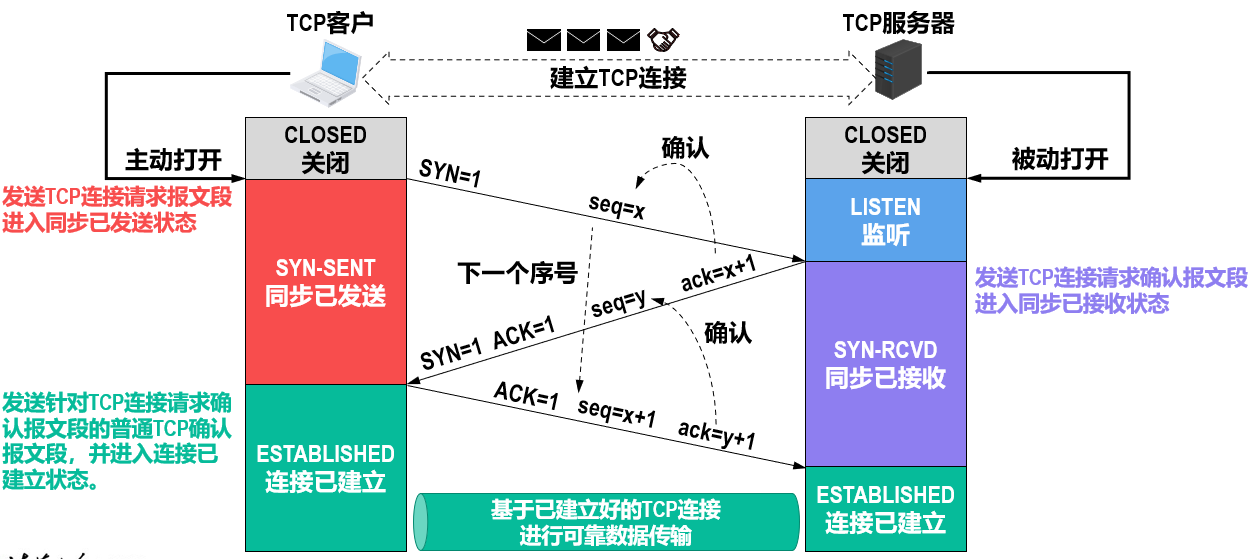 TCP客户
TCP服务器
建立TCP连接
CLOSED
关闭
CLOSED
关闭
主动打开
被动打开
发送TCP连接请求报文段
进入同步已发送状态
SYN=1
seq=x
确认
LISTEN
监听
SYN-SENT
同步已发送
下一个序号
ack=x+1
seq=y
SYN=1 ACK=1
确认
发送TCP连接请求确认报文段
进入同步已接收状态
SYN-RCVD
同步已接收
发送针对TCP连接请求确
认报文段的普通TCP确认
报文段，并进入连接已
建立状态。
ACK=1
seq=x+1
ack=y+1
ESTABLISHED
连接已建立
ESTABLISHED
连接已建立
基于已建立好的TCP连接
进行可靠数据传输